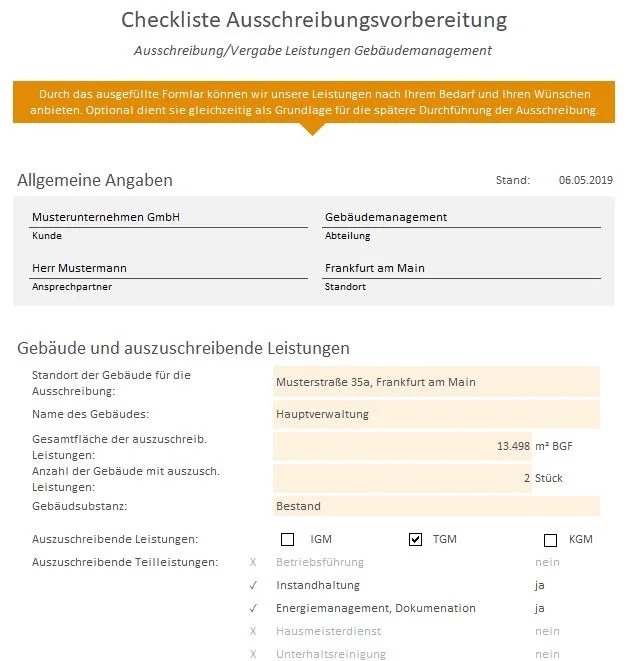 Checkliste Ausschreibungsvorbereitung
Ausschreibung/Vergabe Leistungen Gebäudemanagement
Durch das ausgefüllte Formlar können wir unsere Leistungen nach Ihrem Bedarf und Ihren Wünschen
anbieten. Optional dient sie gleichzeitig als Grundlage für die spätere Durchführung der Ausschreibung.
Allgemeine Angaben Stand: 06.05.2019
Musterunternehmen GmbH Gebäudemanagement
Kunde Abteilung
Herr Mustermann Frankfurt am Main
Ansprechpartner Standort
Gebäude und auszuschreibende Leistungen
Standort der Gebäude für die
Ausschreibung: Musterstraße 35a, Frankfurt am Main
Name des Gebäudes: Hauptverwaltung
Gesamtfläche der auszuschreib.
Leistungen: 13.498 m² BGF
Anzahl der Gebäude mit auszusch.
Leistungen: 2 Stück
Gebäudsubstanz: Bestand
Auszuschreibende Leistungen: ☐ IGM ☑ TGM ☐ KGM
Auszuschreibende Teilleistungen: X Betriebsführung nein
✓ Instandhaltung ja
✓ Energiemanagement, Dokumenation ja
X Hausmeisterdienst nein
X Unterhaltsreinigung nein